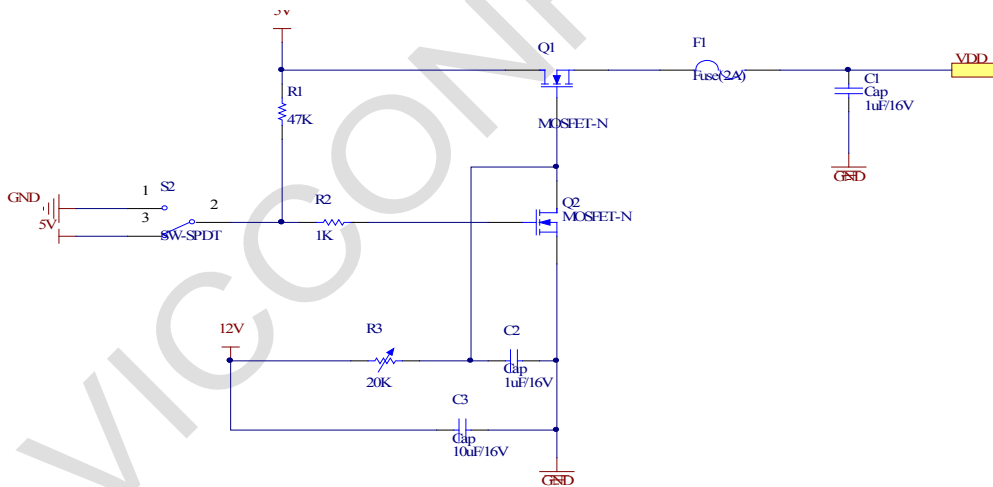 5V
Q1
F1
VDD
Fuse(2A)
C1
Cap
1uF/16V
R1
47K
MOSFET-N
GND
GND
1
S2
2
3
5V
SW-SPDT
R2
1K
Q2
MOSFET-N
12V
R3
20K
C2
Cap
1uF/16V
C3
Cap
10uF/16V
GND